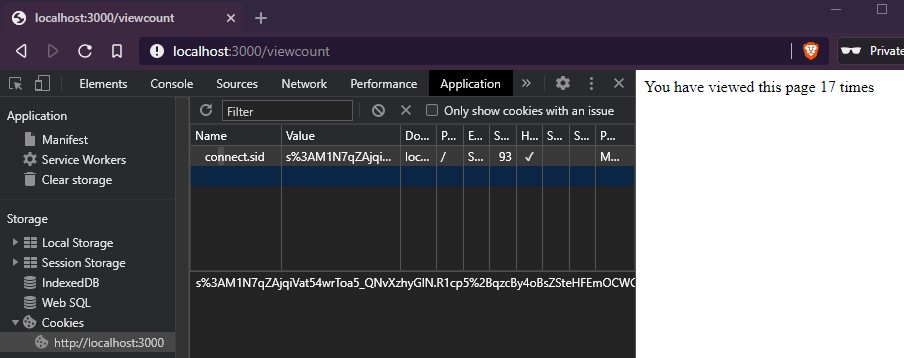 localhost:3000/viewcount
localhost:3000/viewcount
Private
Elements Console Sources Network Performance Application
Application
Manifest
Service Workers
Clear storage
Storage
Local Storage
Session Storage
IndexedDB
Web SQL
Cookies
http://localhost:3000
Filter
Only show cookies with an issue
Name Value Do... P... E... S... H... S... S... P...
connect.sid s%3AM1N7qZAjqi... loc... / S... 93 ✓ M...
s%3AM1N7qZAjqiVat54wrToa5_QNvXzhyGIN.R1cp5%2BqzcBy4oBsZSteHFEmOCWC
You have viewed this page 17 times